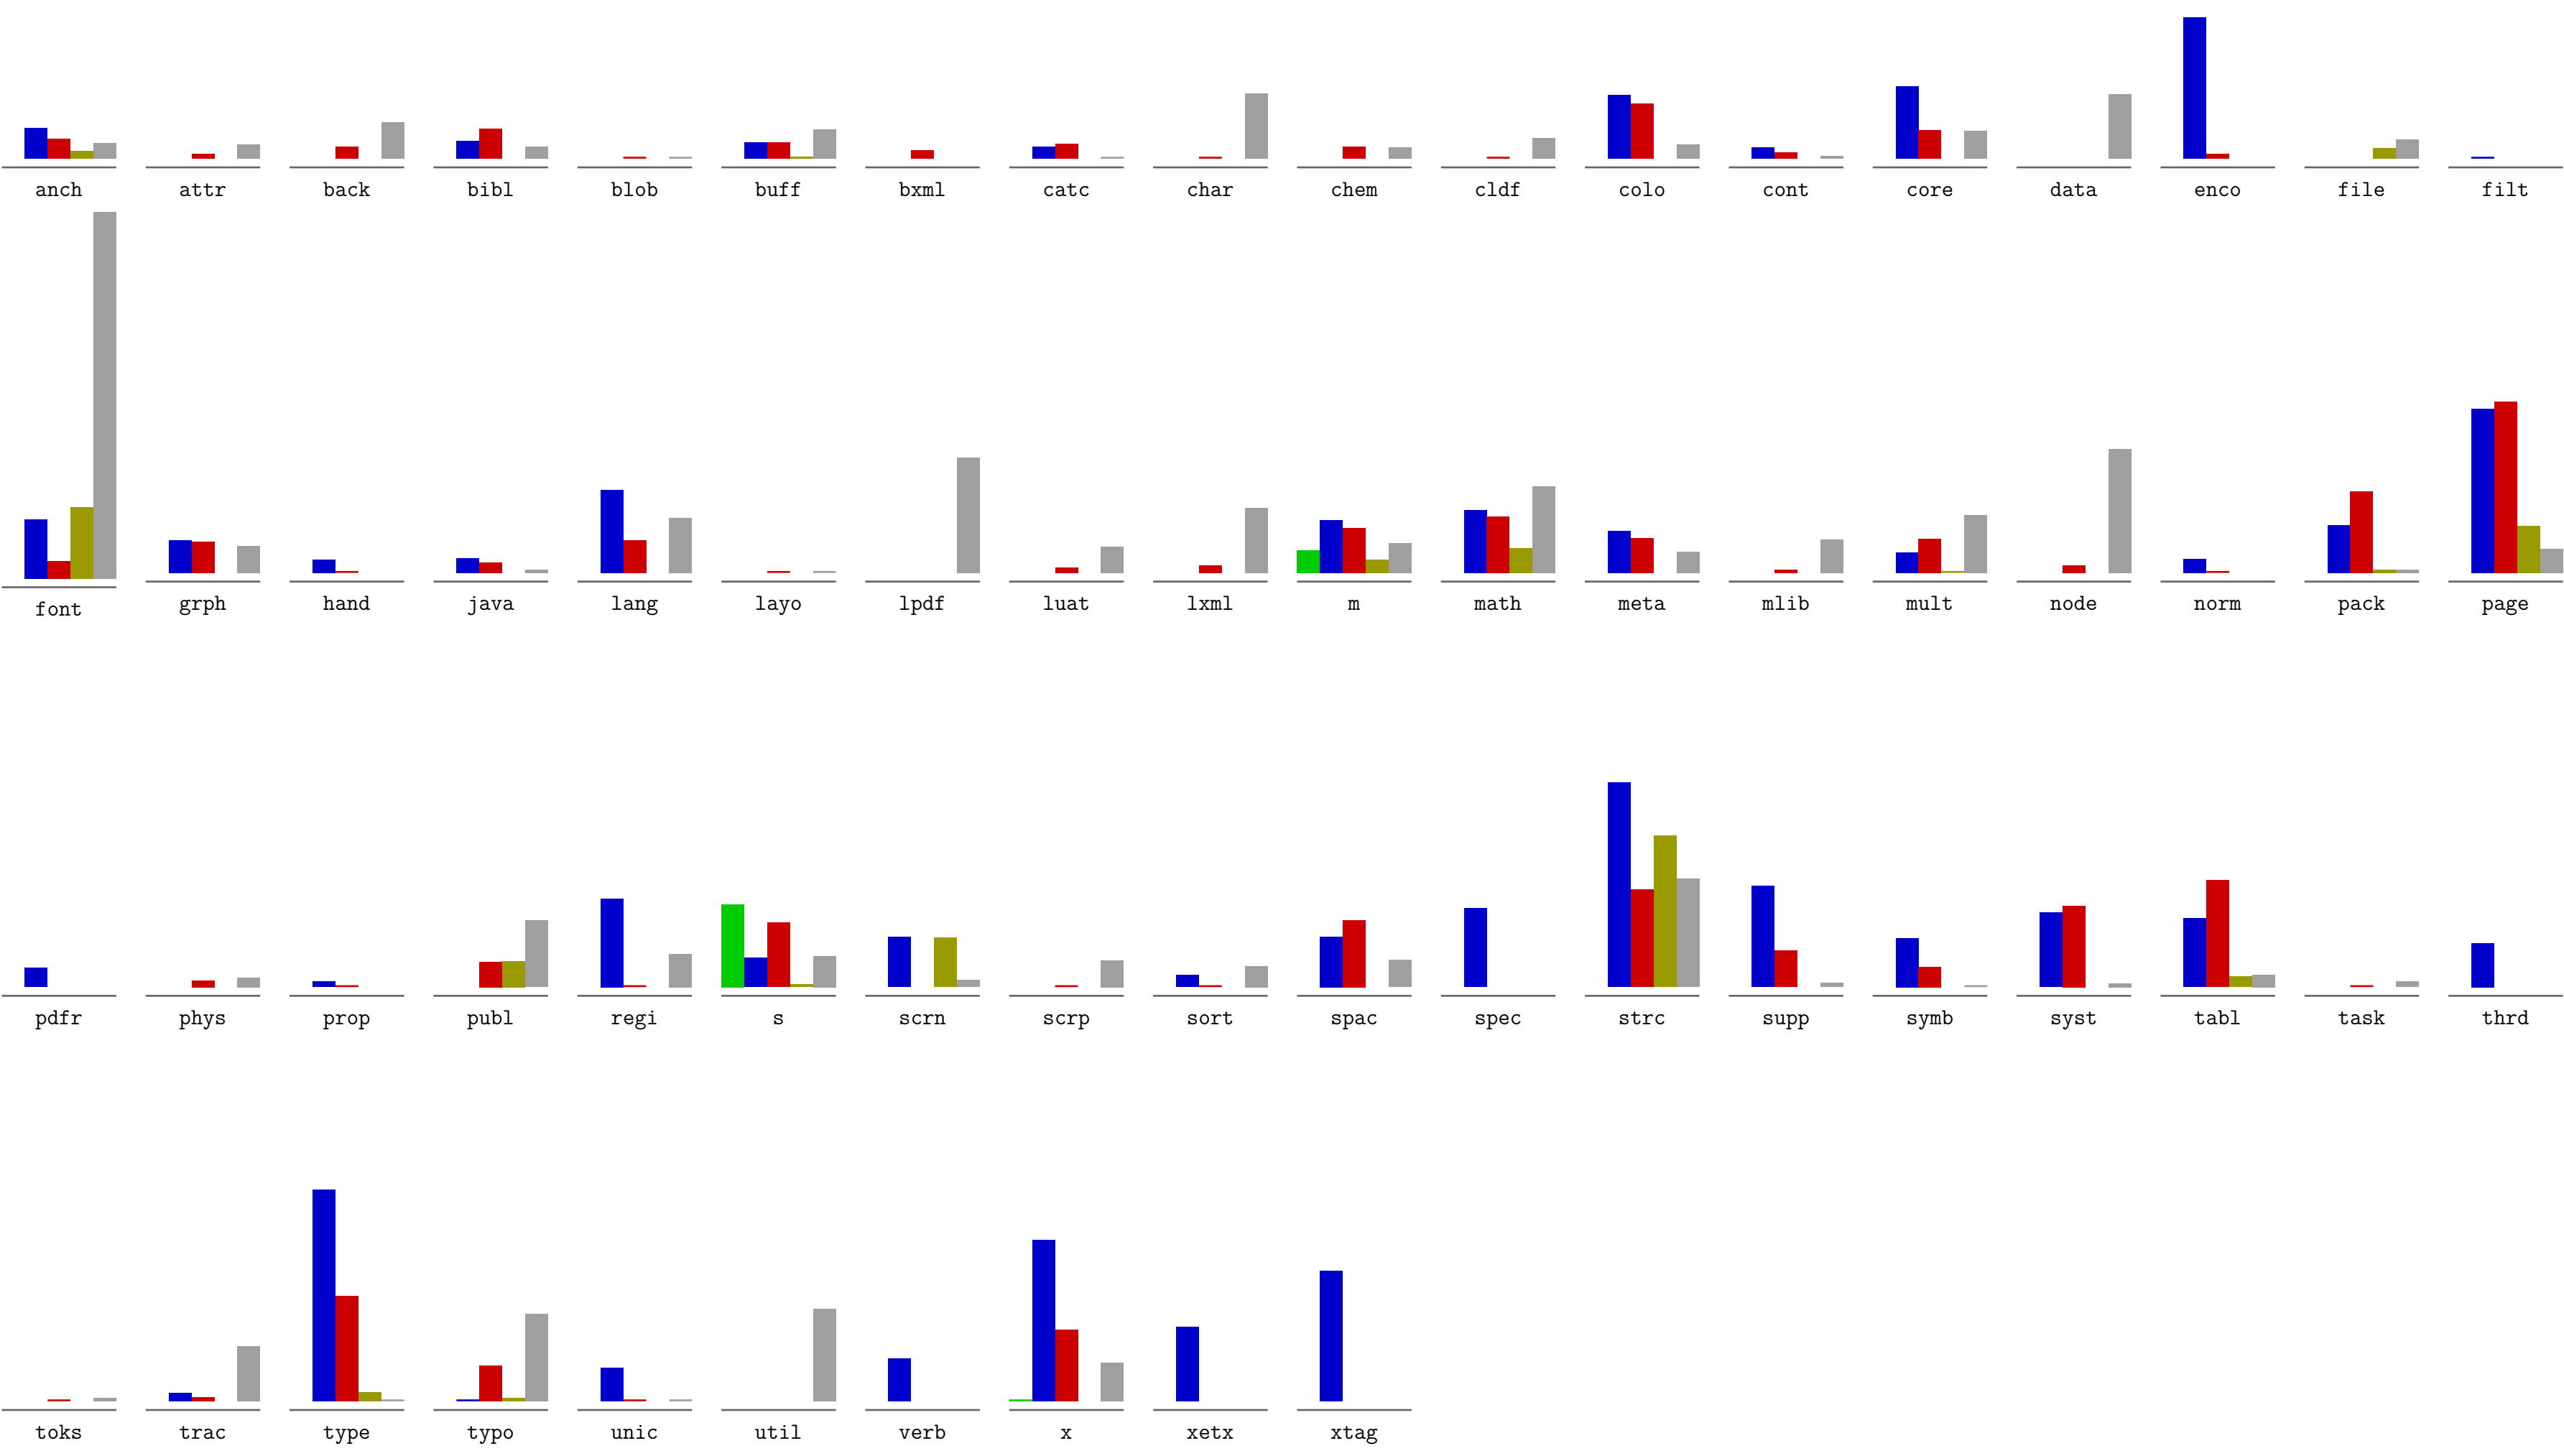 anch attr back bibl blob buff bxml catc char chem cldf colo cont core data enco file filt
font grph hand java lang layo lpdf luat lxml m math meta mlib mult node norm pack page
pdfr phys prop publ regi s scrn scrp sort spac spec strc supp symb syst tabl task thrd
toks trac type typo unic util verb x xetx xtag